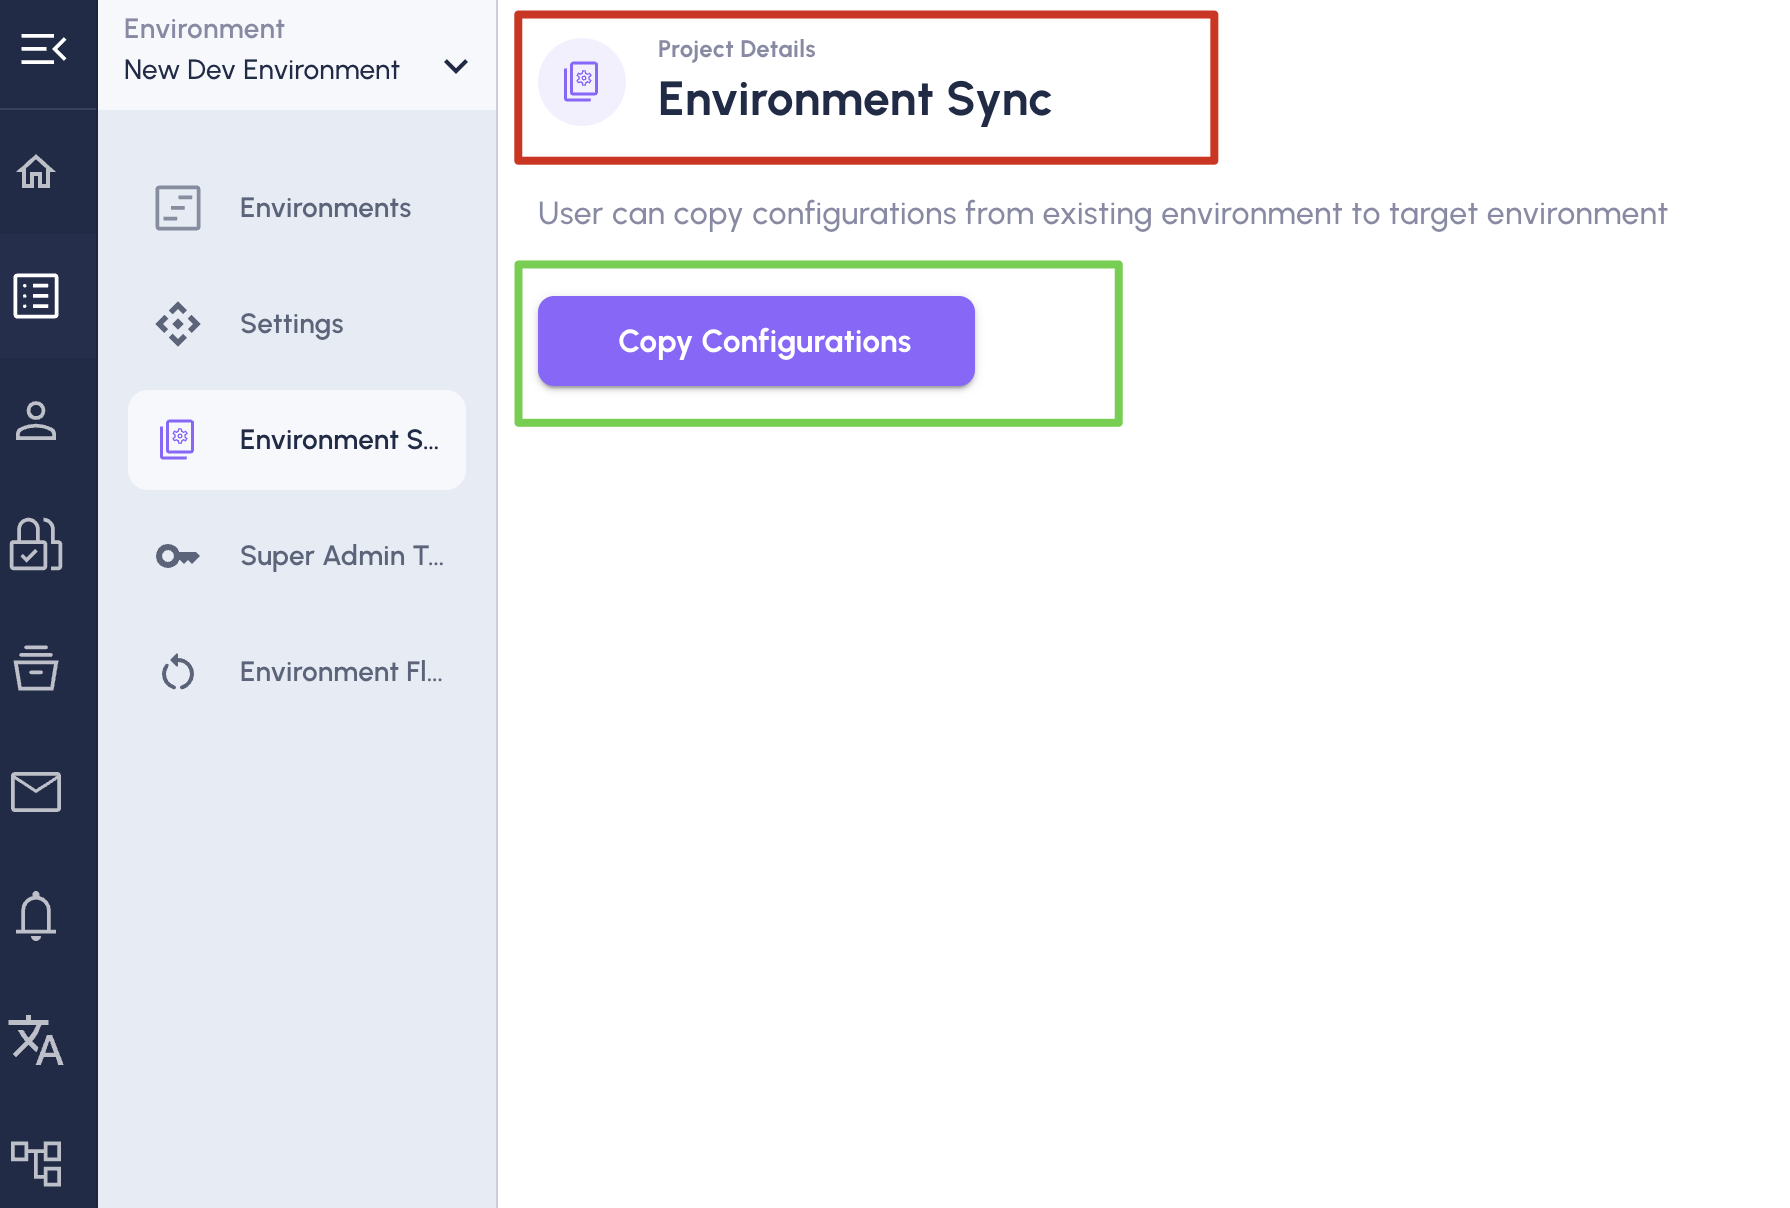 Environment
New Dev Environment
Environments
Settings
Environment S...
Super Admin T...
Environment Fl...
Project Details
Environment Sync
User can copy configurations from existing environment to target environment
Copy Configurations